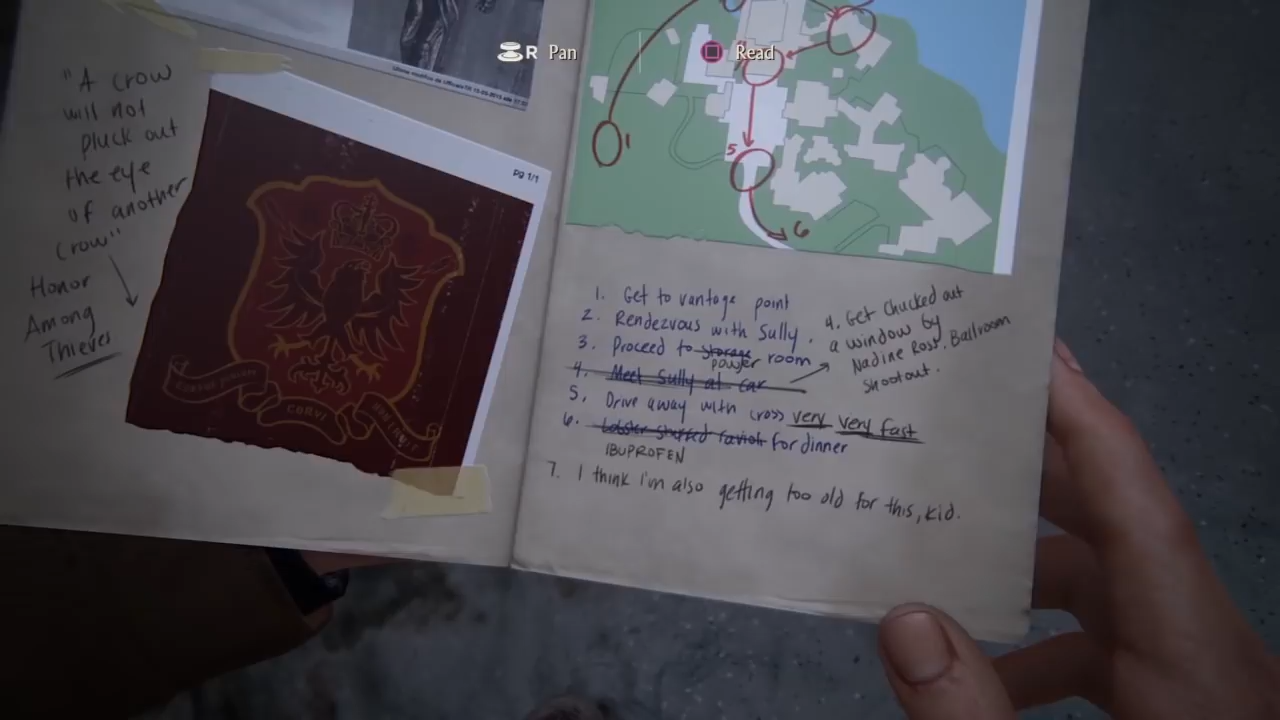 R Pan
Read
"A crow
will not
pluck out
the eye
of another
crow"
Honor
Among
Thieves
pg 1/1
CORVI
1
5
6
1. Get to vantage point
2. Rendezvous with Sully.
3. Proceed to storage room
power
4. Meet Sully at car
4. Get Chucked out
a window by
Nadine Ross. Ballroom
shootout.
5. Drive away with cross very very fast
6. Lobster stuffed ravioli for dinner
IBUPROFEN
7. I think i'm also getting too old for this, kid.